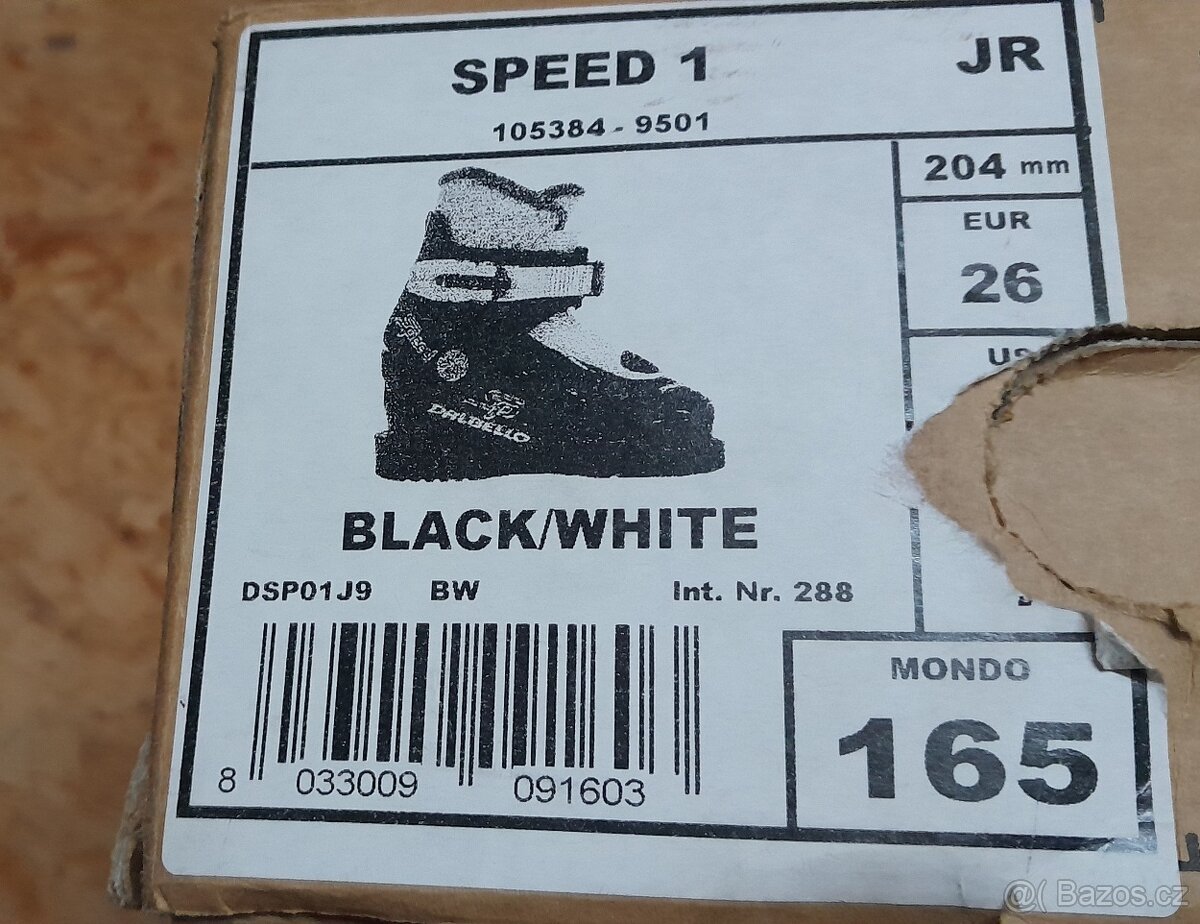 SPEED 1
JR
105384 - 9501
204 mm
EUR
26
Speed
DALBELLO
BLACK/WHITE
DSP01J9 BW Int. Nr. 288
MONDO
165
8 033009 091603
@( Bazos.cz